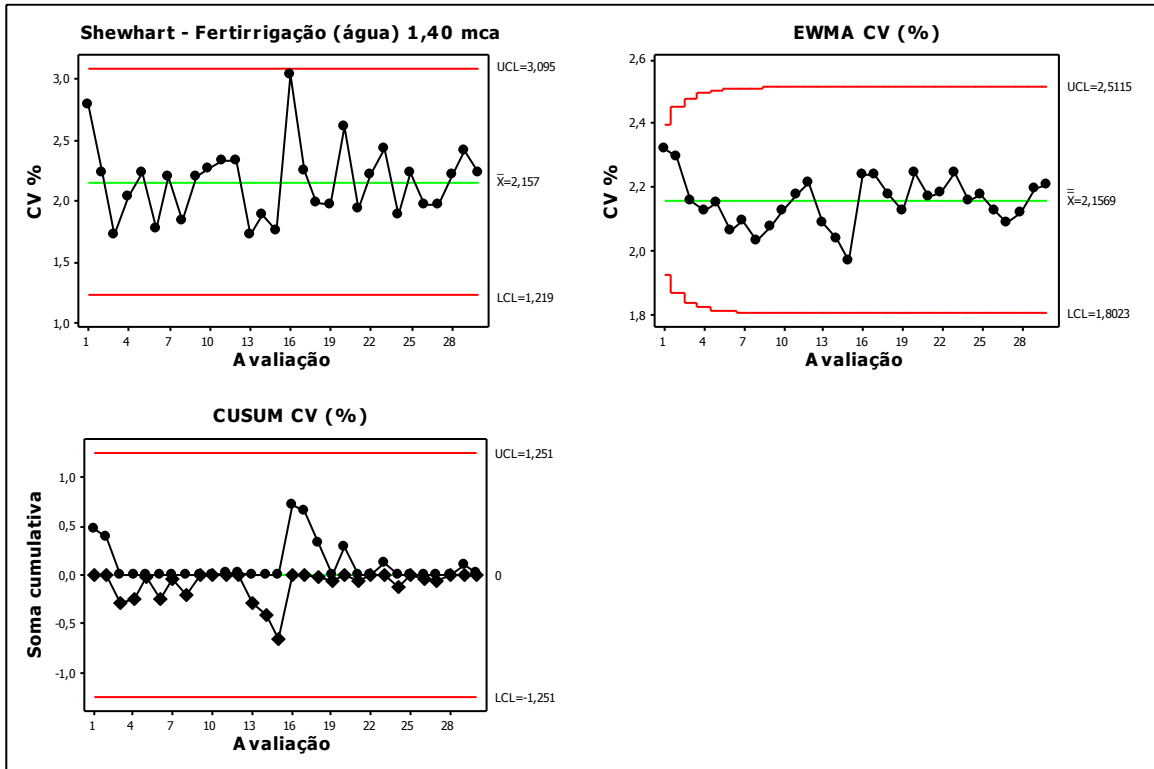 Shewhart - Fertirrigação (água) 1,40 mca
CV %
3,0
2,5
2,0
1,5
1,0
UCL=3,095
X̄=2,157
LCL=1,219
1 4 7 10 13 16 19 22 25 28
Avaliação
EWMA CV (%)
CV %
2,6
2,4
2,2
2,0
1,8
UCL=2,5115
X̿=2,1569
LCL=1,8023
1 4 7 10 13 16 19 22 25 28
Avaliação
CUSUM CV (%)
Soma cumulativa
1,0
0,5
0,0
-0,5
-1,0
UCL=1,251
0
LCL=-1,251
1 4 7 10 13 16 19 22 25 28
Avaliação